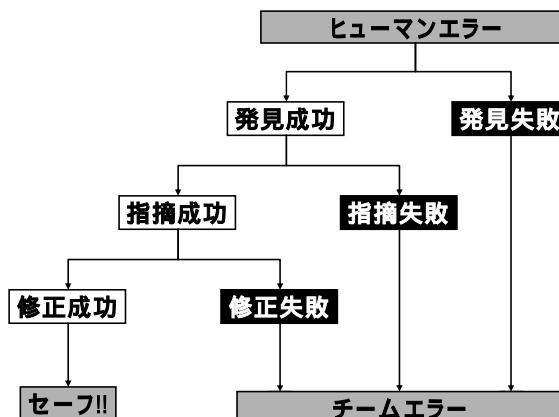 ヒューマンエラー
発見成功
発見失敗
指摘成功
指摘失敗
修正成功
修正失敗
セーフ!!
チームエラー